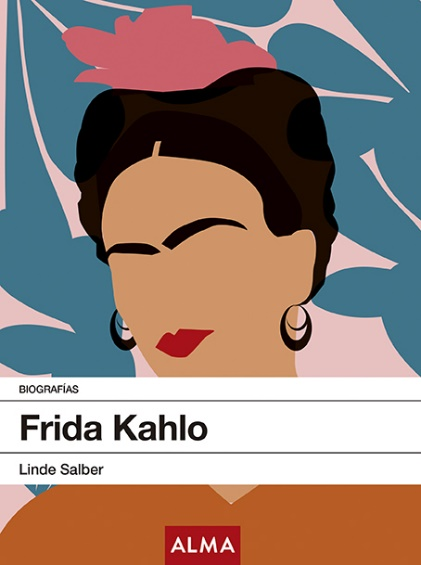 BIOGRAFÍAS
Frida Kahlo
Linde Salber
ALMA